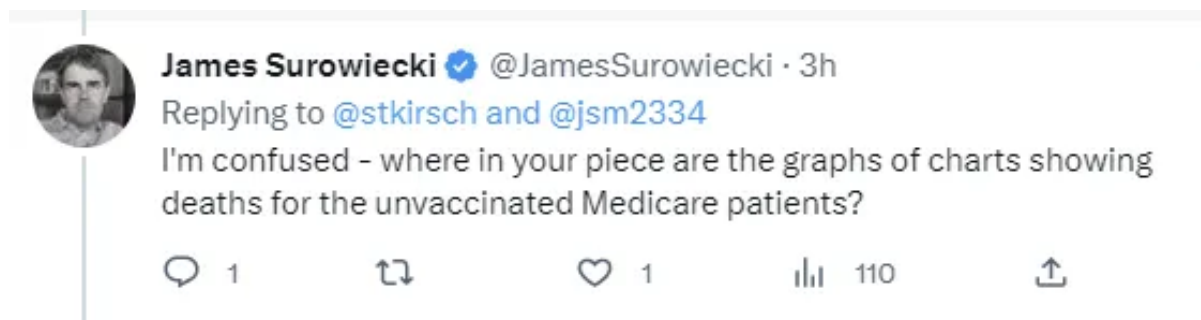 James Surowiecki @JamesSurowiecki · 3h
Replying to @stkirsch and @jsm2334
I'm confused - where in your piece are the graphs of charts showing
deaths for the unvaccinated Medicare patients?
1 1 110